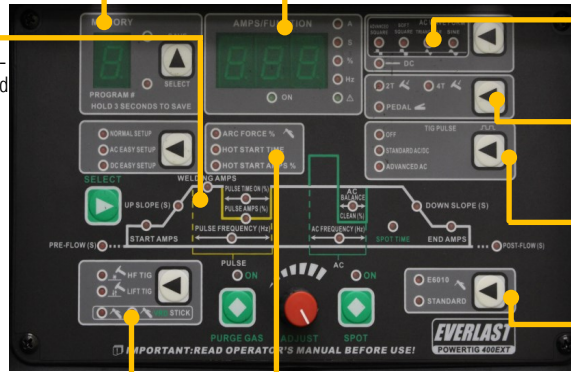 MEMORY
AMPS/FUNCTION
A
S
%
Hz
ON
SELECT
PROGRAM #
HOLD 3 SECONDS TO SAVE
DC
2T
4T
PEDAL
NORMAL SETUP
AC EASY SETUP
DC EASY SETUP
ARC FORCE %
HOT START TIME
HOT START AMPS %
TIG PULSE
OFF
STANDARD AC/DC
ADVANCED AC
SELECT
WELDING AMPS
UP SLOPE (S)
PULSE TIME ON (%)
PULSE AMPS (%)
AC
BALANCE
CLEAN (%)
DOWN SLOPE (S)
START AMPS
PULSE FREQUENCY (Hz)
AC FREQUENCY (Hz)
SPOT TIME
END AMPS
PRE-FLOW (S)
POST-FLOW (S)
PULSE
ON
AC
ON
HF TIG
LIFT TIG
STICK
E6010
STANDARD
PURGE GAS
ADJUST
SPOT
EVERLAST
POWERTIG 400EXT
IMPORTANT:READ OPERATOR'S MANUAL BEFORE USE!